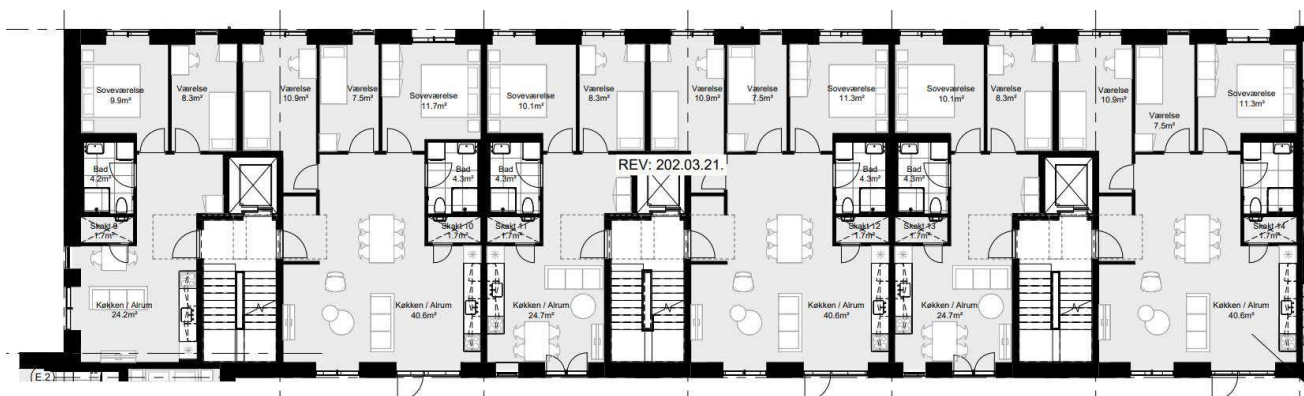 Soveværelse
9.9m²
Værelse
8.3m²
Værelse
10.9m²
Værelse
7.5m²
Soveværelse
11.7m²
Soveværelse
10.1m²
Værelse
8.3m²
Værelse
10.9m²
Værelse
7.5m²
Soveværelse
11.3m²
Soveværelse
10.1m²
Værelse
8.3m²
Værelse
10.9m²
Værelse
7.5m²
Soveværelse
11.3m²
Bad
4.2m²
Bad
4.3m²
Bad
4.3m²
REV: 202.03.21.
Bad
4.3m²
Bad
4.3m²
Bad
4.3m²
Skakt 9
1.7m²
Skakt 10
1.7m²
Skakt 11
1.7m²
Skakt 12
1.7m²
Skakt 13
1.7m²
Skakt 14
1.7m²
Køkken / Alrum
24.2m²
Køkken / Alrum
40.6m²
Køkken / Alrum
24.7m²
Køkken / Alrum
40.6m²
Køkken / Alrum
24.7m²
Køkken / Alrum
40.6m²
E.2